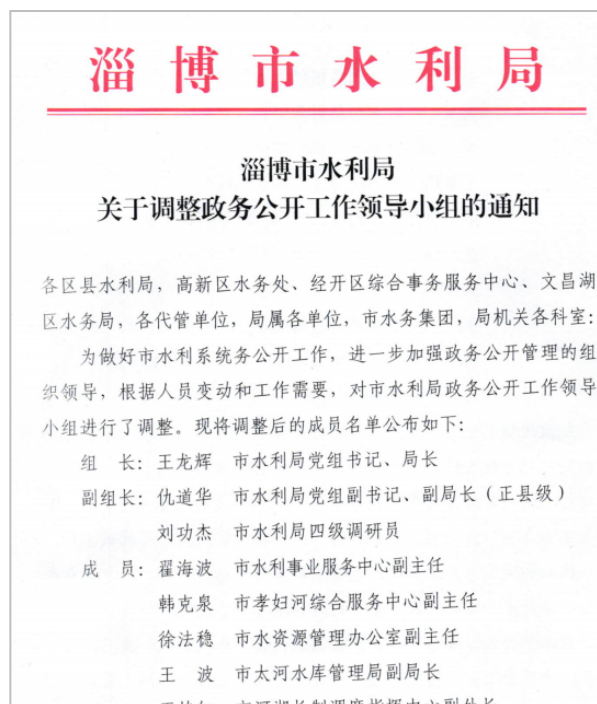 淄博市水利局
淄博市水利局
关于调整政务公开工作领导小组的通知
各区县水利局，高新区水务处、经开区综合事务服务中心、文昌湖
区水务局，各代管单位，局属各单位，市水务集团，局机关各科室：
为做好市水利系统务公开工作，进一步加强政务公开管理的组
织领导，根据人员变动和工作需要，对市水利局政务公开工作领导
小组进行了调整。现将调整后的成员名单公布如下：
组　长：王龙辉　市水利局党组书记、局长
副组长：仇道华　市水利局党组副书记、副局长（正县级）
刘功杰　市水利局四级调研员
成　员：翟海波　市水利事业服务中心副主任
韩克泉　市孝妇河综合服务中心副主任
徐法稳　市水资源管理办公室副主任
王　波　市太河水库管理局副局长